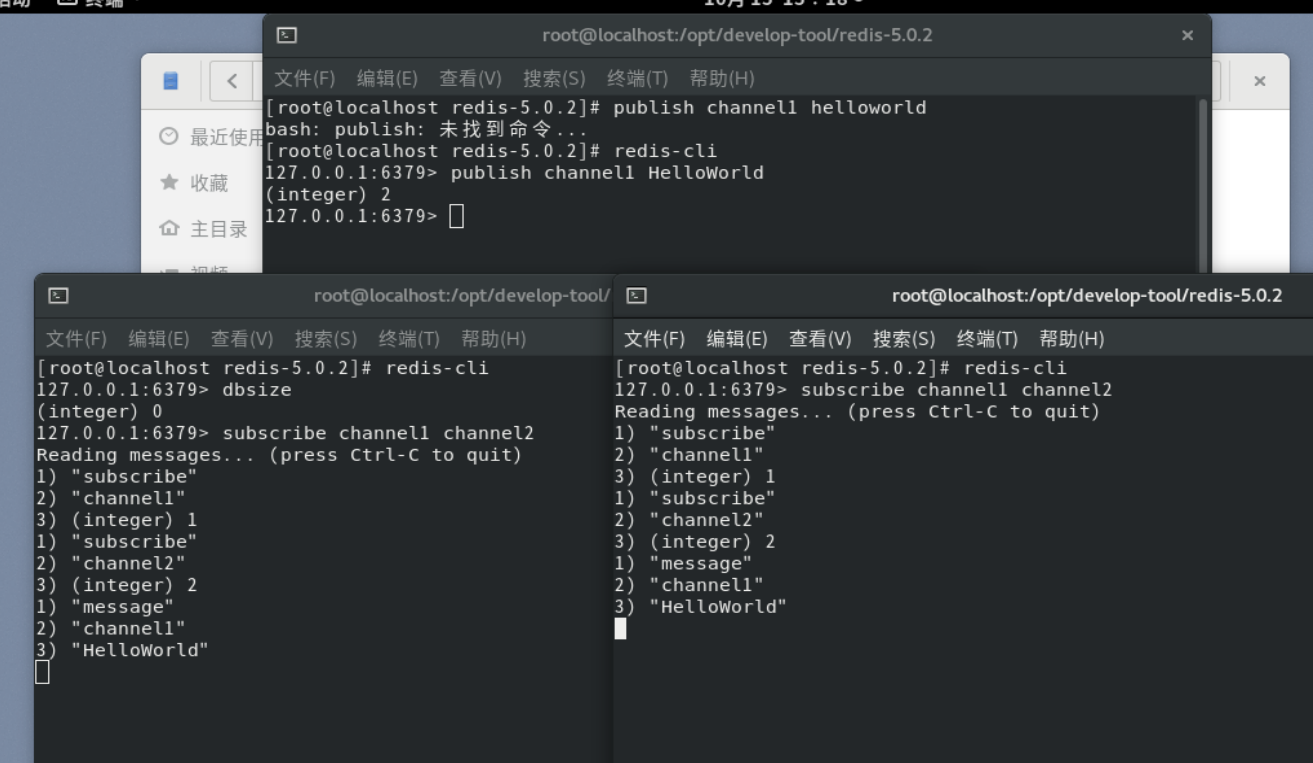 终端
10月 15 15：18
root@localhost:/opt/develop-tool/redis-5.0.2
文件(F) 编辑(E) 查看(V) 搜索(S) 终端(T) 帮助(H)
[root@localhost redis-5.0.2]# publish channel1 helloworld
bash: publish: 未找到命令...
[root@localhost redis-5.0.2]# redis-cli
127.0.0.1:6379> publish channel1 HelloWorld
(integer) 2
127.0.0.1:6379>
最近使用
收藏
主目录
视频
root@localhost:/opt/develop-tool/
文件(F) 编辑(E) 查看(V) 搜索(S) 终端(T) 帮助(H)
[root@localhost redis-5.0.2]# redis-cli
127.0.0.1:6379> dbsize
(integer) 0
127.0.0.1:6379> subscribe channel1 channel2
Reading messages... (press Ctrl-C to quit)
1) "subscribe"
2) "channel1"
3) (integer) 1
1) "subscribe"
2) "channel2"
3) (integer) 2
1) "message"
2) "channel1"
3) "HelloWorld"
root@localhost:/opt/develop-tool/redis-5.0.2
文件(F) 编辑(E) 查看(V) 搜索(S) 终端(T) 帮助(H)
[root@localhost redis-5.0.2]# redis-cli
127.0.0.1:6379> subscribe channel1 channel2
Reading messages... (press Ctrl-C to quit)
1) "subscribe"
2) "channel1"
3) (integer) 1
1) "subscribe"
2) "channel2"
3) (integer) 2
1) "message"
2) "channel1"
3) "HelloWorld"